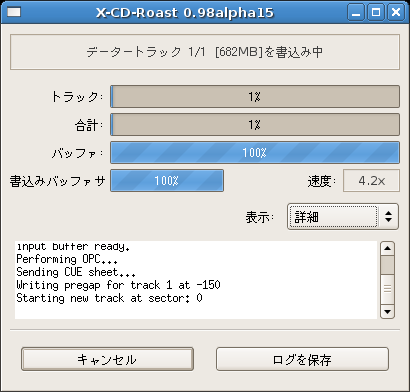 X-CD-Roast 0.98alpha15
データートラック 1/1 [682MB]を書込み中
トラック: 1%
合計: 1%
バッファ: 100%
書込みバッファサ 100% 速度: 4.2x
表示: 詳細
input buffer ready.
Performing OPC...
Sending CUE sheet...
Writing pregap for track 1 at -150
Starting new track at sector: 0
キャンセル ログを保存